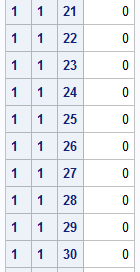 1 1 21 0
1 1 22 0
1 1 23 0
1 1 24 0
1 1 25 0
1 1 26 0
1 1 27 0
1 1 28 0
1 1 29 0
1 1 30 0